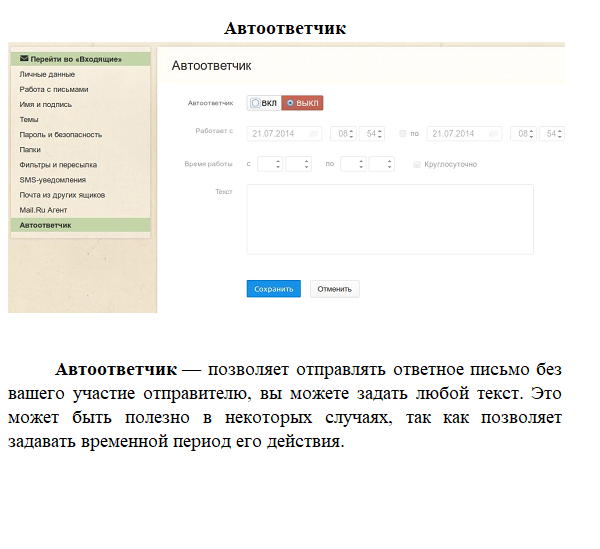 Автоответчик
Перейти во «Входящие»
Личные данные
Работа с письмами
Имя и подпись
Темы
Пароль и безопасность
Папки
Фильтры и пересылка
SMS-уведомления
Почта из других ящиков
Mail.Ru Агент
Автоответчик
Автоответчик
Автоответчик ВКЛ ВЫКЛ
Работает с 21.07.2014 08 54 по 21.07.2014 08 54
Время работы с по Круглосуточно
Текст
Сохранить Отменить
Автоответчик — позволяет отправлять ответное письмо без
вашего участие отправителю, вы можете задать любой текст. Это
может быть полезно в некоторых случаях, так как позволяет
задавать временной период его действия.